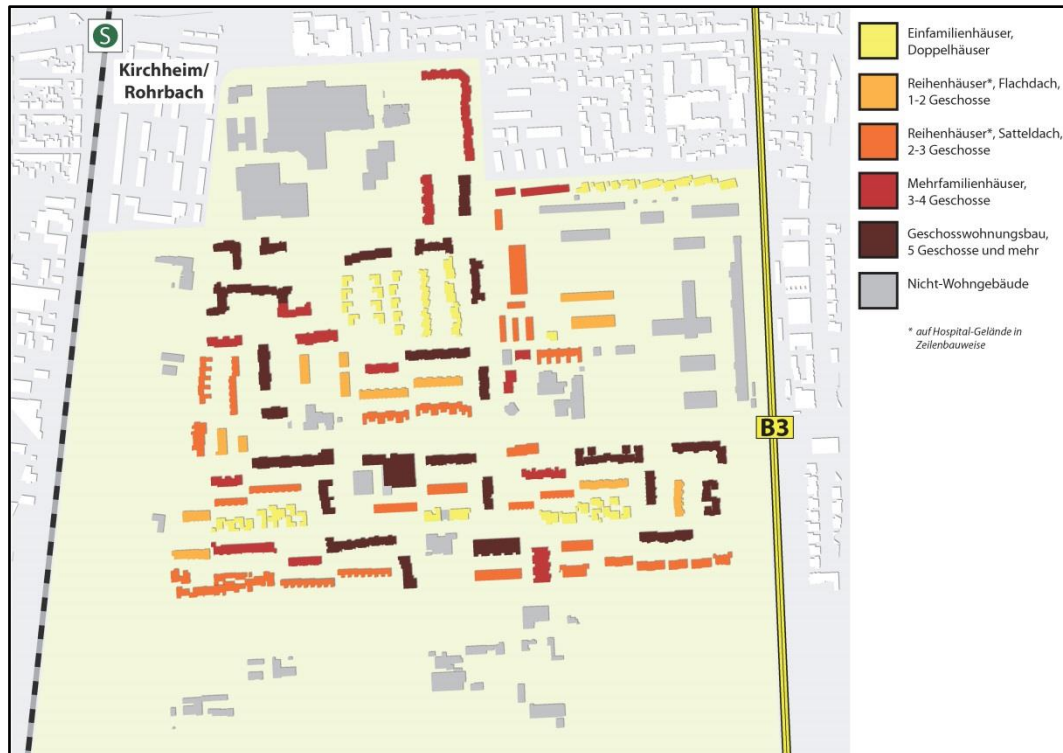 S
Kirchheim/
Rohrbach
B3
Einfamilienhäuser,
Doppelhäuser
Reihenhäuser*, Flachdach,
1-2 Geschosse
Reihenhäuser*, Satteldach,
2-3 Geschosse
Mehrfamilienhäuser,
3-4 Geschosse
Geschosswohnungsbau,
5 Geschosse und mehr
Nicht-Wohngebäude
* auf Hospital-Gelände in
Zeilenbauweise